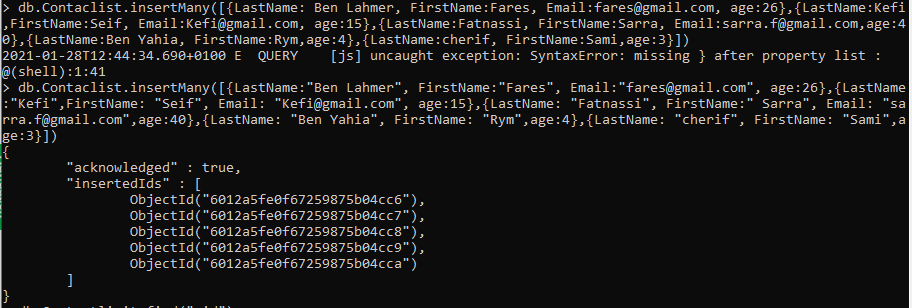 > db.Contaclist.insertMany([{LastName: Ben Lahmer, FirstName:Fares, Email:fares@gmail.com, age:26},{LastName:Kefi
,FirstName:Seif, Email:Kefi@gmail.com, age:15},{LastName:Fatnassi, FirstName:Sarra, Email:sarra.f@gmail.com,age:4
0},{LastName:Ben Yahia, FirstName:Rym,age:4},{LastName:cherif, FirstName:Sami,age:3}])
2021-01-28T12:44:34.690+0100 E  QUERY    [js] uncaught exception: SyntaxError: missing } after property list :
@(shell):1:41
> db.Contaclist.insertMany([{LastName:"Ben Lahmer", FirstName:"Fares", Email:"fares@gmail.com", age:26},{LastName
:"Kefi",FirstName: "Seif", Email: "Kefi@gmail.com", age:15},{LastName: "Fatnassi", FirstName:" Sarra", Email: "sa
rra.f@gmail.com",age:40},{LastName: "Ben Yahia", FirstName: "Rym",age:4},{LastName: "cherif", FirstName: "Sami",a
ge:3}])
{
        "acknowledged" : true,
        "insertedIds" : [
                ObjectId("6012a5fe0f67259875b04cc6"),
                ObjectId("6012a5fe0f67259875b04cc7"),
                ObjectId("6012a5fe0f67259875b04cc8"),
                ObjectId("6012a5fe0f67259875b04cc9"),
                ObjectId("6012a5fe0f67259875b04cca")
        ]
}